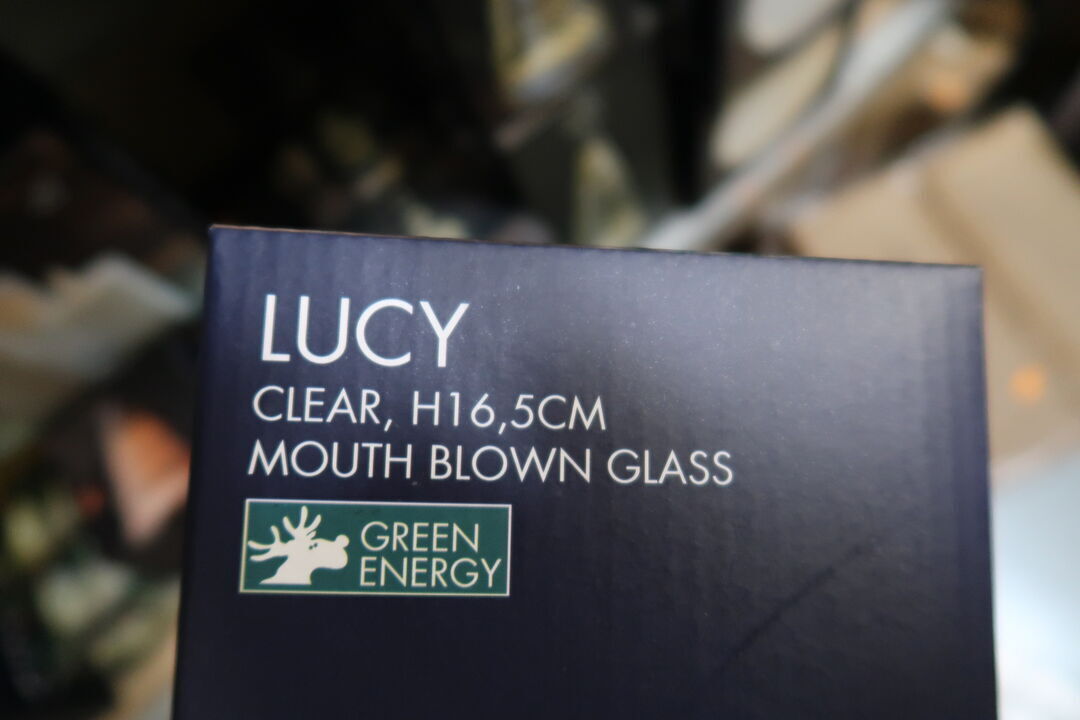 LUCY
CLEAR, H16,5CM
MOUTH BLOWN GLASS
GREEN
ENERGY